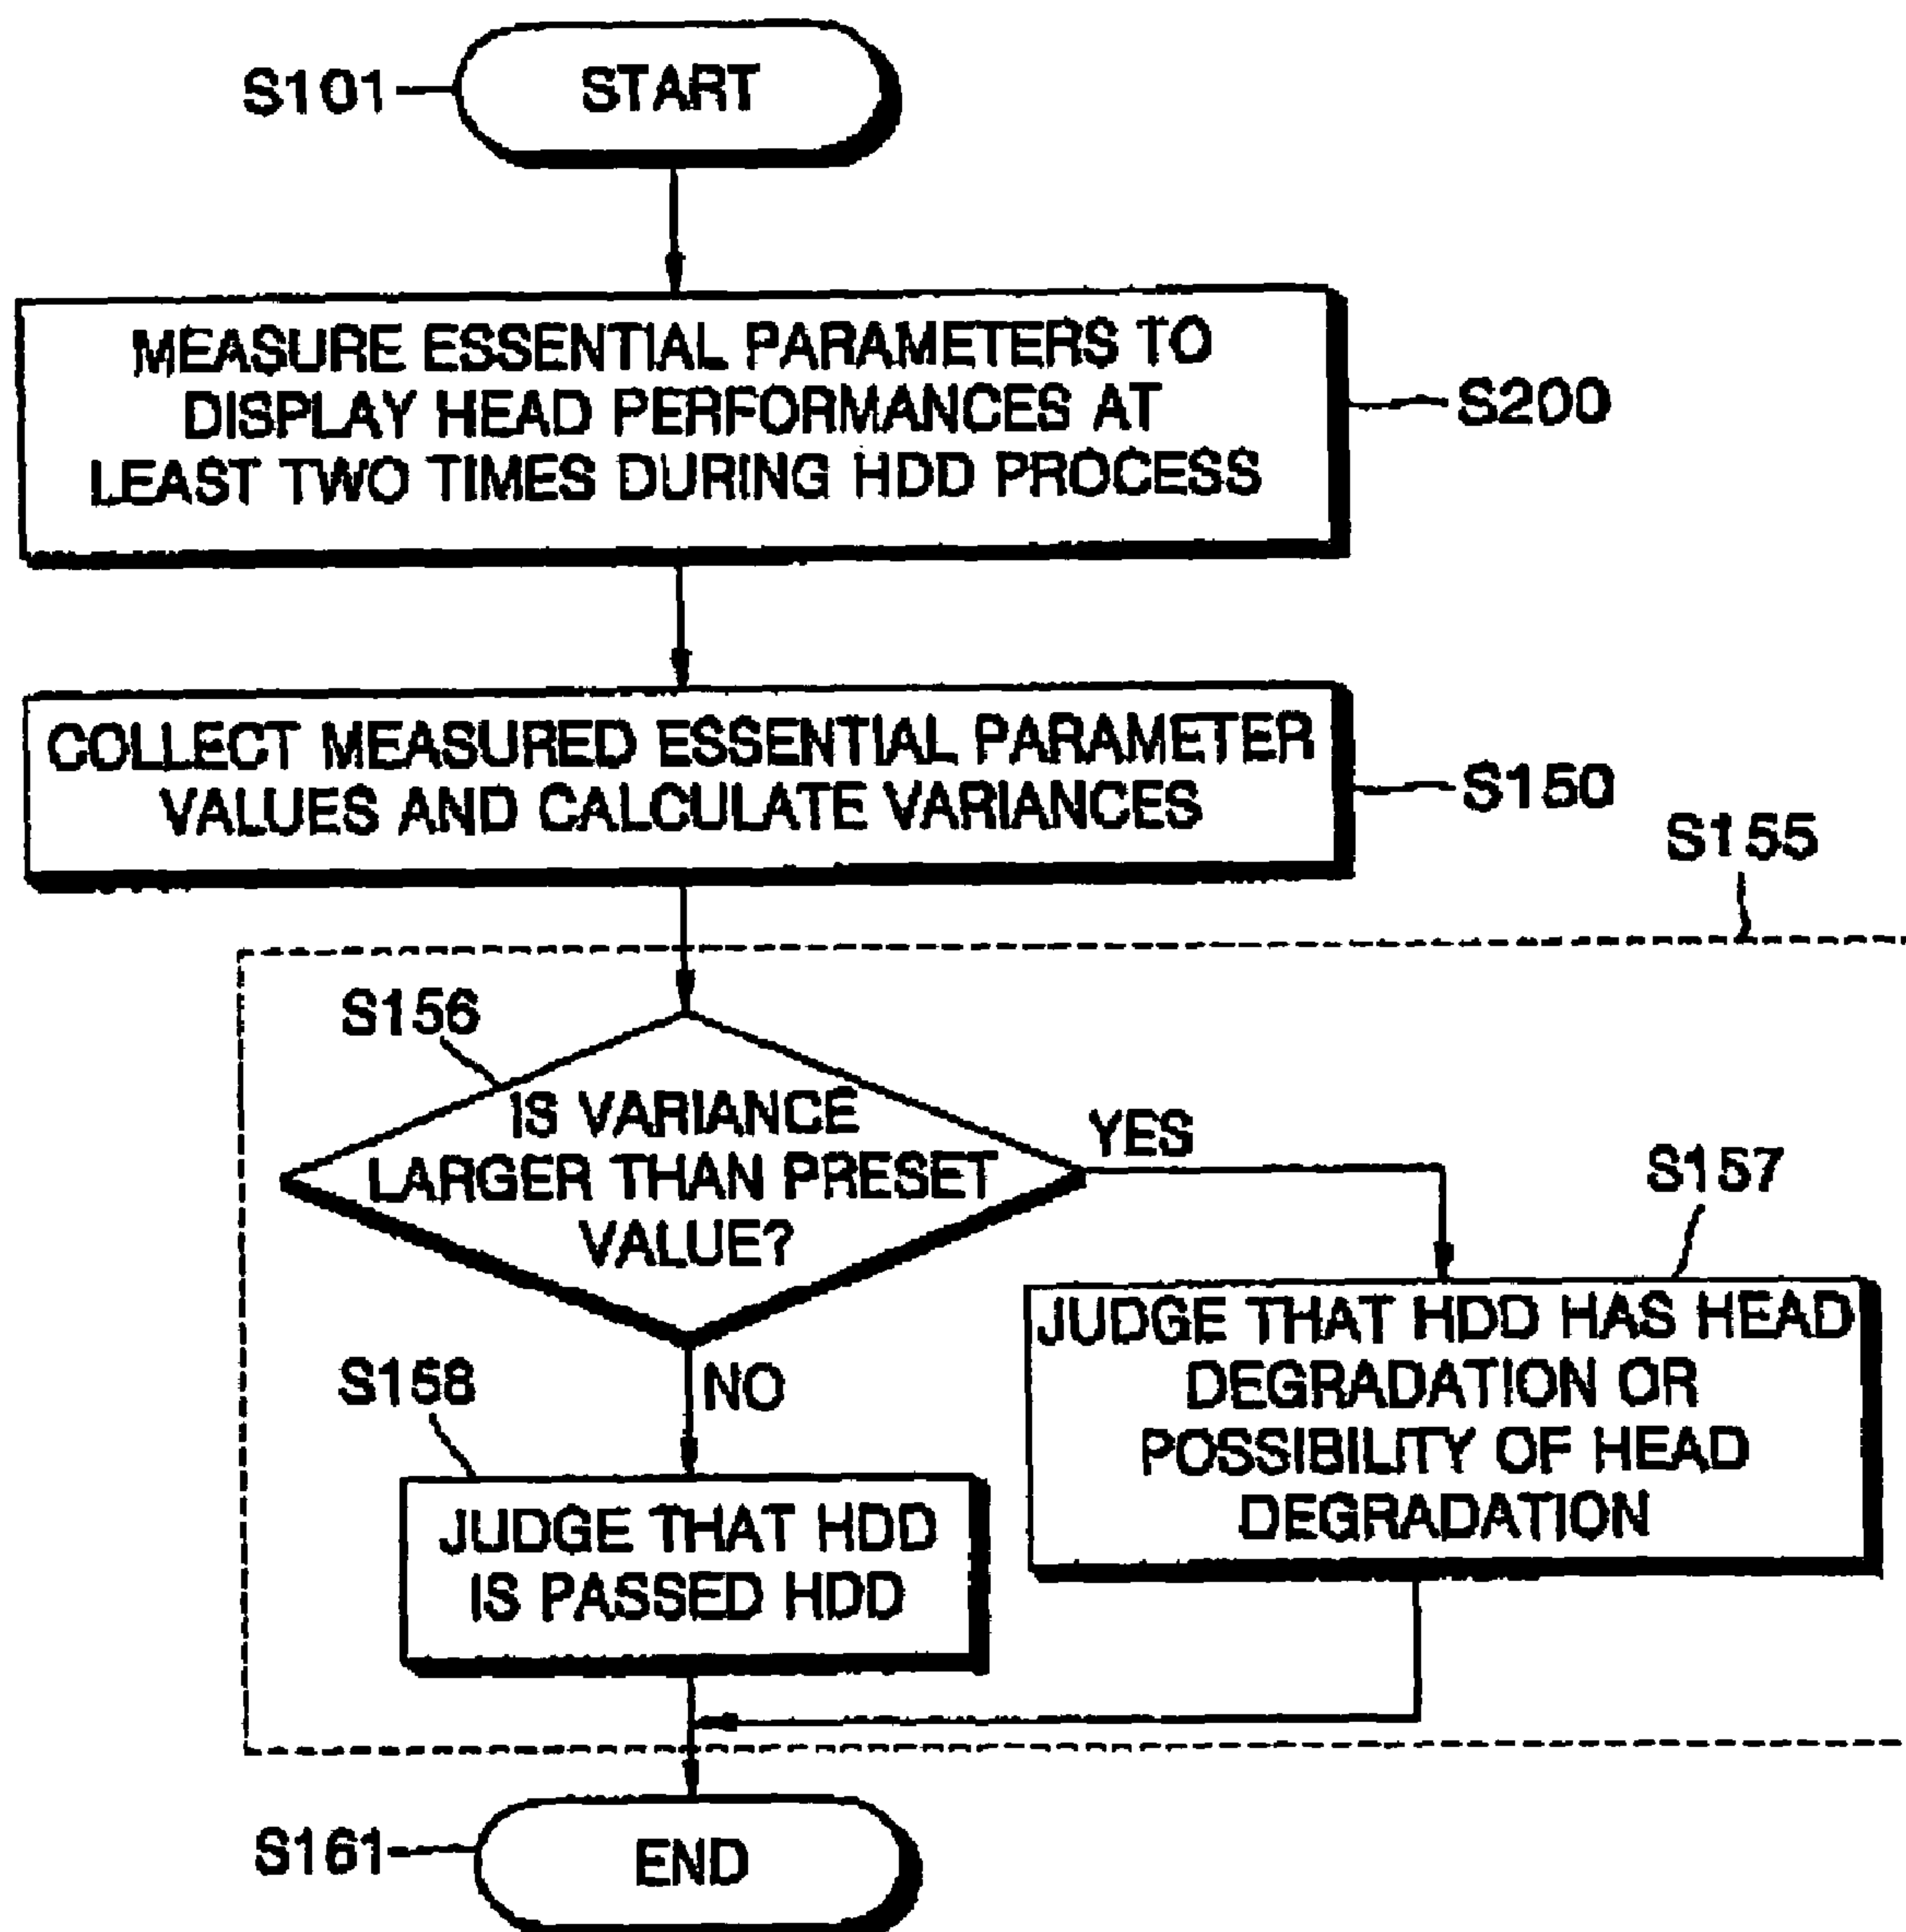 S101
START
MEASURE ESSENTIAL PARAMETERS TO
DISPLAY HEAD PERFORMANCES AT
LEAST TWO TIMES DURING HDD PROCESS
S200
COLLECT MEASURED ESSENTIAL PARAMETER
VALUES AND CALCULATE VARIANCES
S150
S155
S156
IS VARIANCE
LARGER THAN PRESET
VALUE?
YES
S157
JUDGE THAT HDD HAS HEAD
DEGRADATION OR
POSSIBILITY OF HEAD
DEGRADATION
NO
S158
JUDGE THAT HDD
IS PASSED HDD
S161
END